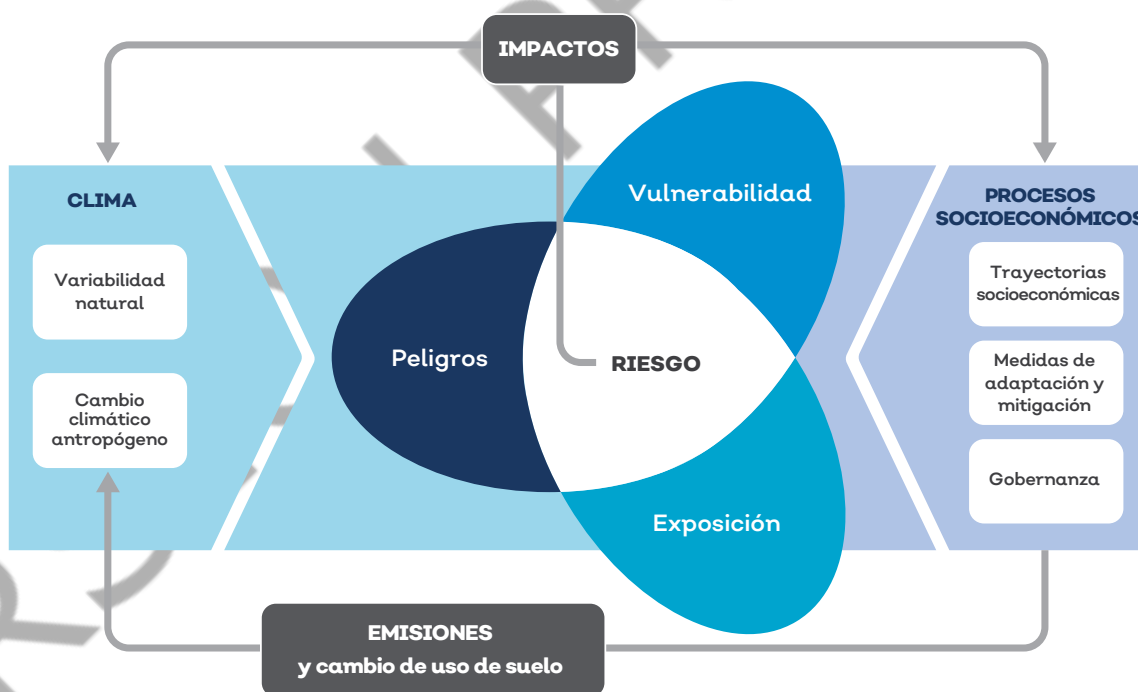 IMPACTOS
CLIMA
Variabilidad
natural
Cambio
climático
antropógeno
Peligros
Vulnerabilidad
RIESGO
Exposición
PROCESOS
SOCIOECONÓMICOS
Trayectorias
socioeconómicas
Medidas de
adaptación y
mitigación
Gobernanza
EMISIONES
y cambio de uso de suelo